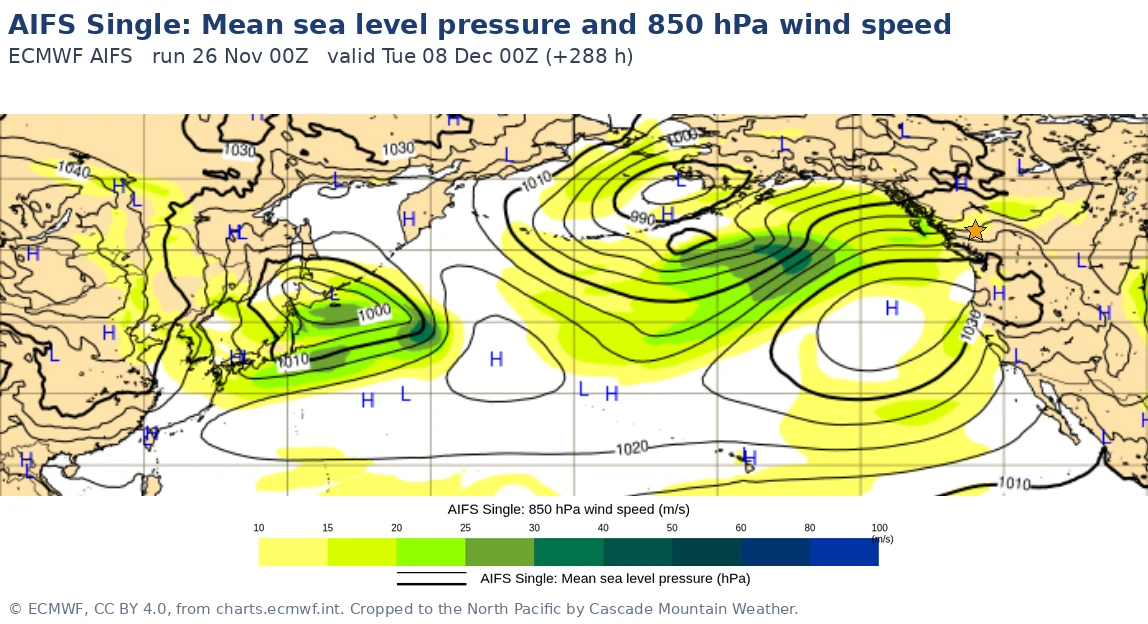 AIFS Single: Mean sea level pressure and 850 hPa wind speed
ECMWF AIFS run 26 Nov 00Z valid Tue 08 Dec 00Z (+288 h)
H H 1000 L
1030 1030 L L
1040 1010 L
L L L H
L 990 H
H H
HL
H L
H H H
L 1000 H
1030
H
L HL 1010 H L
H L L H
H L
1020 H
H L
1010
AIFS Single: 850 hPa wind speed (m/s)
10 15 20 25 30 40 50 60 80 100
(m/s)
AIFS Single: Mean sea level pressure (hPa)
© ECMWF, CC BY 4.0, from charts.ecmwf.int. Cropped to the North Pacific by Cascade Mountain Weather.